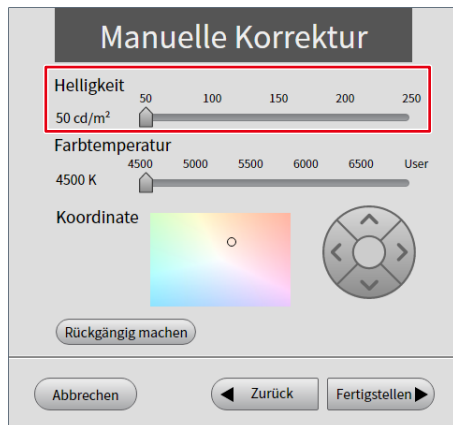 Manuelle Korrektur
Helligkeit
50 100 150 200 250
50 cd/m²
Farbtemperatur
4500 5000 5500 6000 6500 User
4500 K
Koordinate
Rückgängig machen
Abbrechen Zurück Fertigstellen